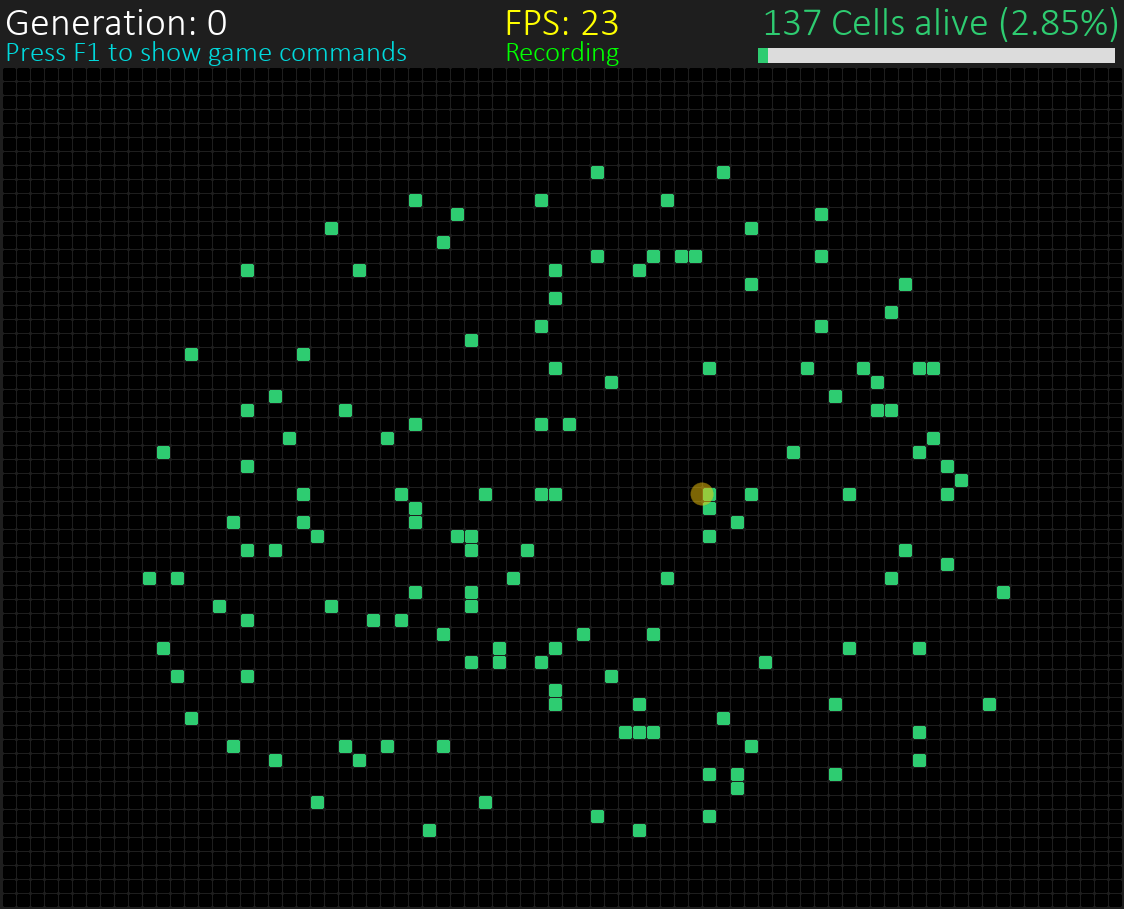 Generation: 0
FPS: 23
137 Cells alive (2.85%)
Press F1 to show game commands
Recording